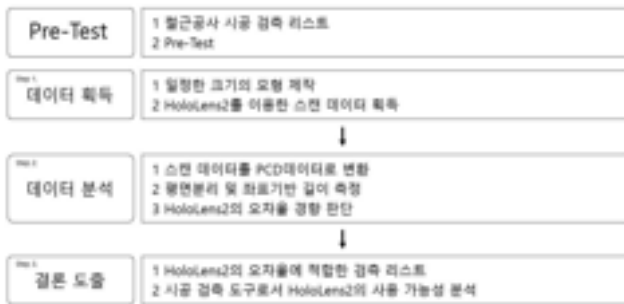 Pre-Test
1 철근공사 시공 검측 리스트
2 Pre-Test
Step 1.
데이터 획득
1 일정한 크기의 모형 제작
2 HoloLens2를 이용한 스캔 데이터 획득
Step 2.
데이터 분석
1 스캔 데이터를 PCD데이터로 변환
2 평면분리 및 좌표기반 길이 측정
3 HoloLens2의 오차율 경향 판단
Step 3.
결론 도출
1 HoloLens2의 오차율에 적합한 검측 리스트
2 시공 검측 도구로서 HoloLens2의 사용 가능성 분석